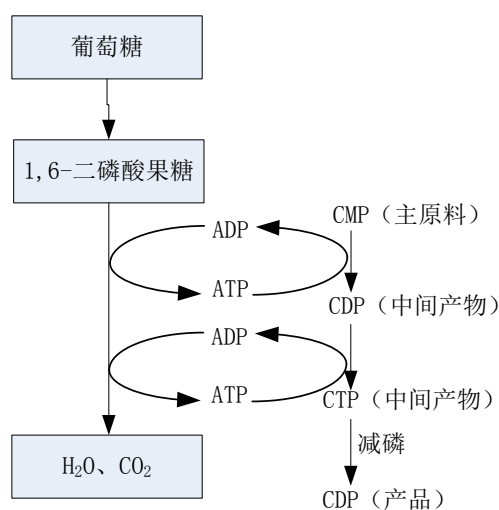 葡萄糖
1,6-二磷酸果糖
CMP（主原料）
ADP
ATP
CDP（中间产物）
ADP
ATP
CTP（中间产物）
减磷
H₂O、CO₂
CDP（产品）